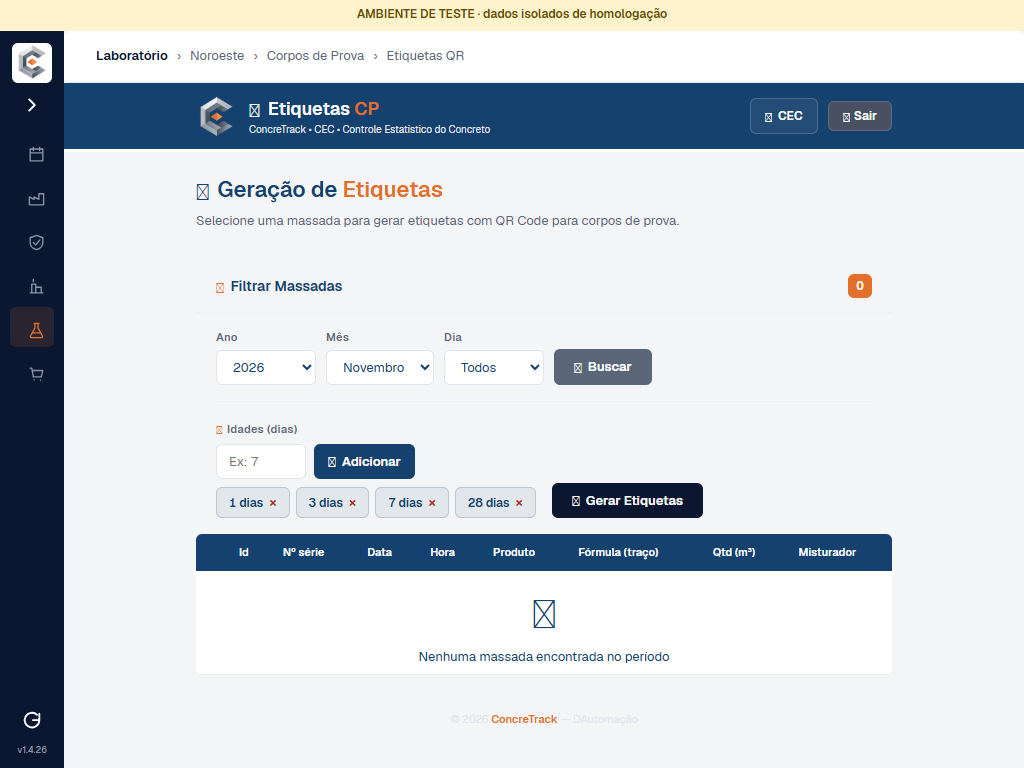 AMBIENTE DE TESTE · dados isolados de homologação
Laboratório › Noroeste › Corpos de Prova › Etiquetas QR
Etiquetas CP
ConcreTrack • CEC • Controle Estatístico do Concreto
CEC
Sair
Geração de Etiquetas
Selecione uma massada para gerar etiquetas com QR Code para corpos de prova.
Filtrar Massadas
0
Ano Mês Dia
2026 Novembro Todos Buscar
Idades (dias)
Ex: 7 Adicionar
1 dias × 3 dias × 7 dias × 28 dias × Gerar Etiquetas
Id Nº série Data Hora Produto Fórmula (traço) Qtd (m³) Misturador
Nenhuma massada encontrada no período
© 2026 ConcreTrack — DAutomação
v1.4.26